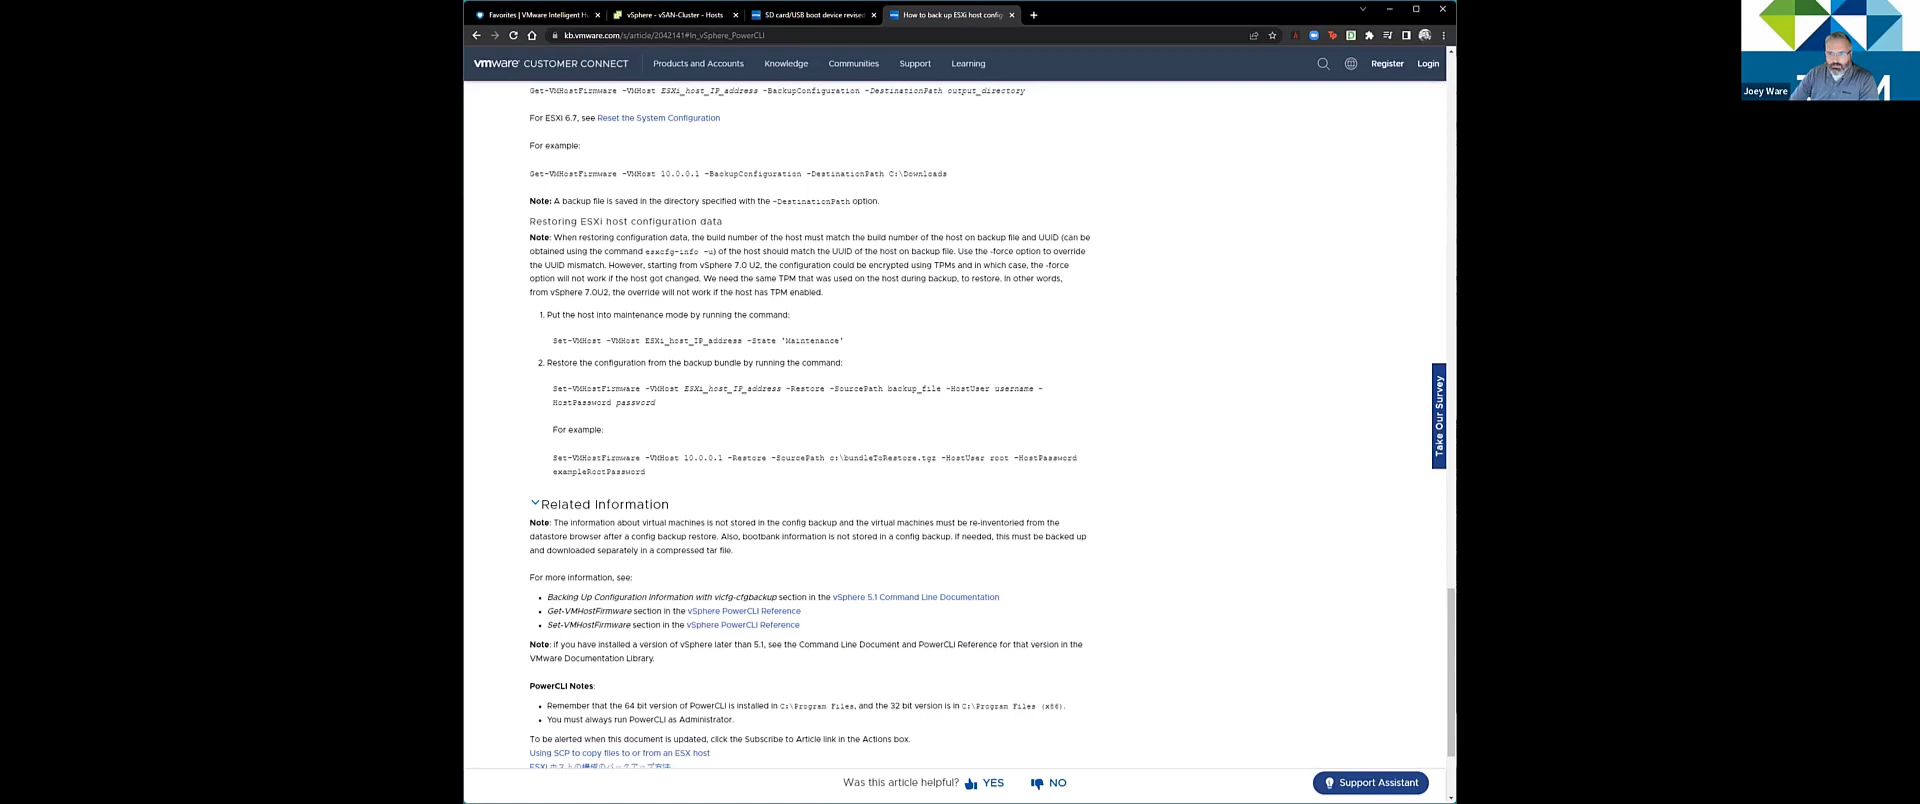 Favorites | VMware Intelligent H
vSphere - vSAN-Cluster - Hosts
SD card/USB boot device revised
How to back up ESXi host config
kb.vmware.com/s/article/2042141#In_vSphere_PowerCLI
vmware CUSTOMER CONNECT
Products and Accounts
Knowledge
Communities
Support
Learning
Register
Login
Joey Ware
Get-VMHostFirmware -VMHost ESXi_host_IP_address -BackupConfiguration -DestinationPath output_directory
For ESXi 6.7, see Reset the System Configuration
For example:
Get-VMHostFirmware -VMHost 10.0.0.1 -BackupConfiguration -DestinationPath C:\Downloads
Note: A backup file is saved in the directory specified with the -DestinationPath option.
Restoring ESXi host configuration data
Note: When restoring configuration data, the build number of the host must match the build number of the host on backup file and UUID (can be
obtained using the command esxcfg-info -u) of the host should match the UUID of the host on backup file. Use the -force option to override
the UUID mismatch. However, starting from vSphere 7.0 U2, the configuration could be encrypted using TPMs and in which case, the -force
option will not work if the host got changed. We need the same TPM that was used on the host during backup, to restore. In other words,
from vSphere 7.0U2, the override will not work if the host has TPM enabled.
1. Put the host into maintenance mode by running the command:
Set-VMHost -VMHost ESXi_host_IP_address -State 'Maintenance'
2. Restore the configuration from the backup bundle by running the command:
Set-VMHostFirmware -VMHost ESXi_host_IP_address -Restore -SourcePath backup_file -HostUser username -
HostPassword password
For example:
Set-VMHostFirmware -VMHost 10.0.0.1 -Restore -SourcePath c:\bundleToRestore.tgz -HostUser root -HostPassword
exampleRootPassword
Take Our Survey
Related Information
Note: The information about virtual machines is not stored in the config backup and the virtual machines must be re-inventoried from the
datastore browser after a config backup restore. Also, bootbank information is not stored in a config backup. If needed, this must be backed up
and downloaded separately in a compressed tar file.
For more information, see:
• Backing Up Configuration Information with vicfg-cfgbackup section in the vSphere 5.1 Command Line Documentation
• Get-VMHostFirmware section in the vSphere PowerCLI Reference
• Set-VMHostFirmware section in the vSphere PowerCLI Reference
Note: if you have installed a version of vSphere later than 5.1, see the Command Line Document and PowerCLI Reference for that version in the
VMware Documentation Library.
PowerCLI Notes:
• Remember that the 64 bit version of PowerCLI is installed in C:\Program Files, and the 32 bit version is in C:\Program Files (x86).
• You must always run PowerCLI as Administrator.
To be alerted when this document is updated, click the Subscribe to Article link in the Actions box.
Using SCP to copy files to or from an ESX host
ESXi ホストの構成のバックアップ方法
Was this article helpful? YES NO
Support Assistant